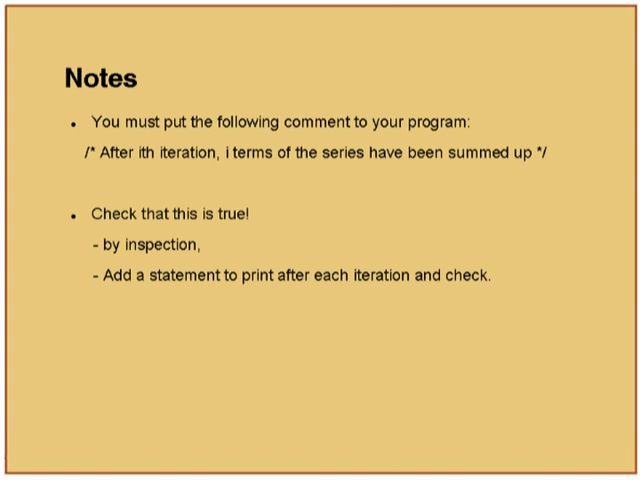 Notes
• You must put the following comment to your program:
/* After ith iteration, i terms of the series have been summed up */
• Check that this is true!
- by inspection,
- Add a statement to print after each iteration and check.